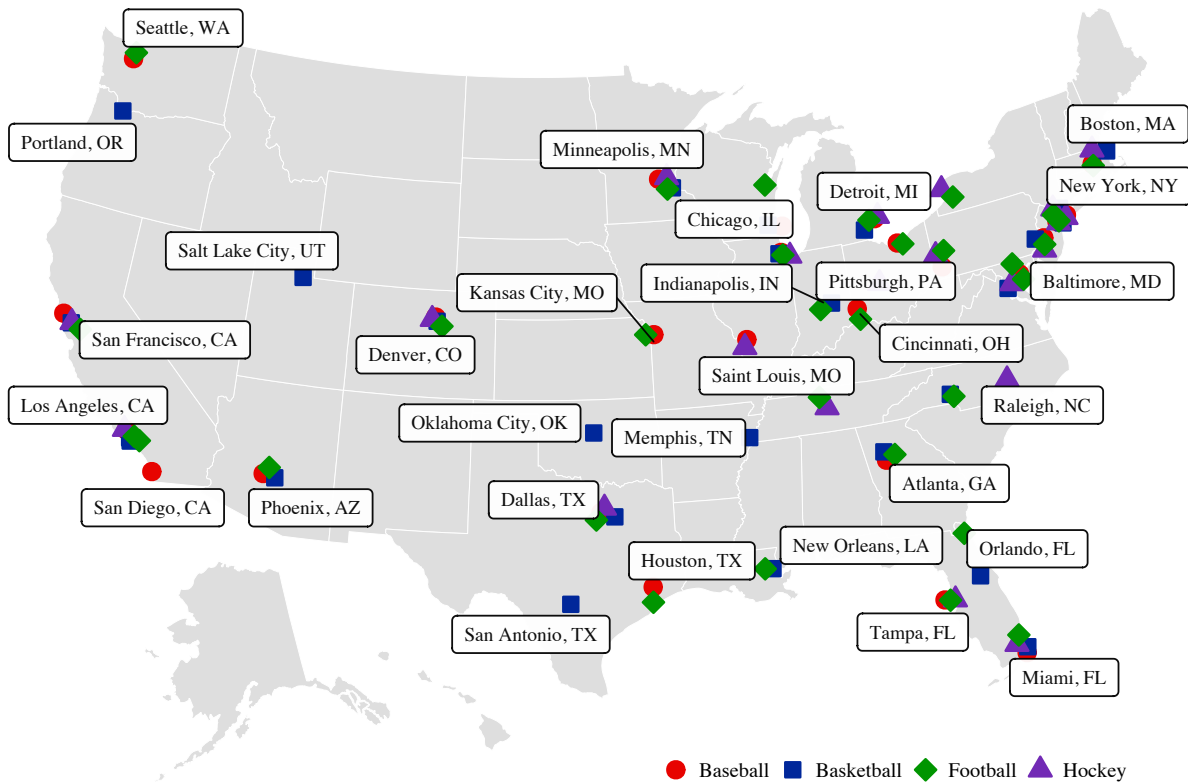 Seattle, WA
Portland, OR
Boston, MA
Minneapolis, MN
New York, NY
Detroit, MI
Chicago, IL
Salt Lake City, UT
Indianapolis, IN
Pittsburgh, PA
Baltimore, MD
Kansas City, MO
San Francisco, CA
Denver, CO
Cincinnati, OH
Saint Louis, MO
Raleigh, NC
Los Angeles, CA
Oklahoma City, OK
Memphis, TN
Atlanta, GA
San Diego, CA
Phoenix, AZ
Dallas, TX
New Orleans, LA
Orlando, FL
Houston, TX
San Antonio, TX
Tampa, FL
Miami, FL
Baseball Basketball Football Hockey